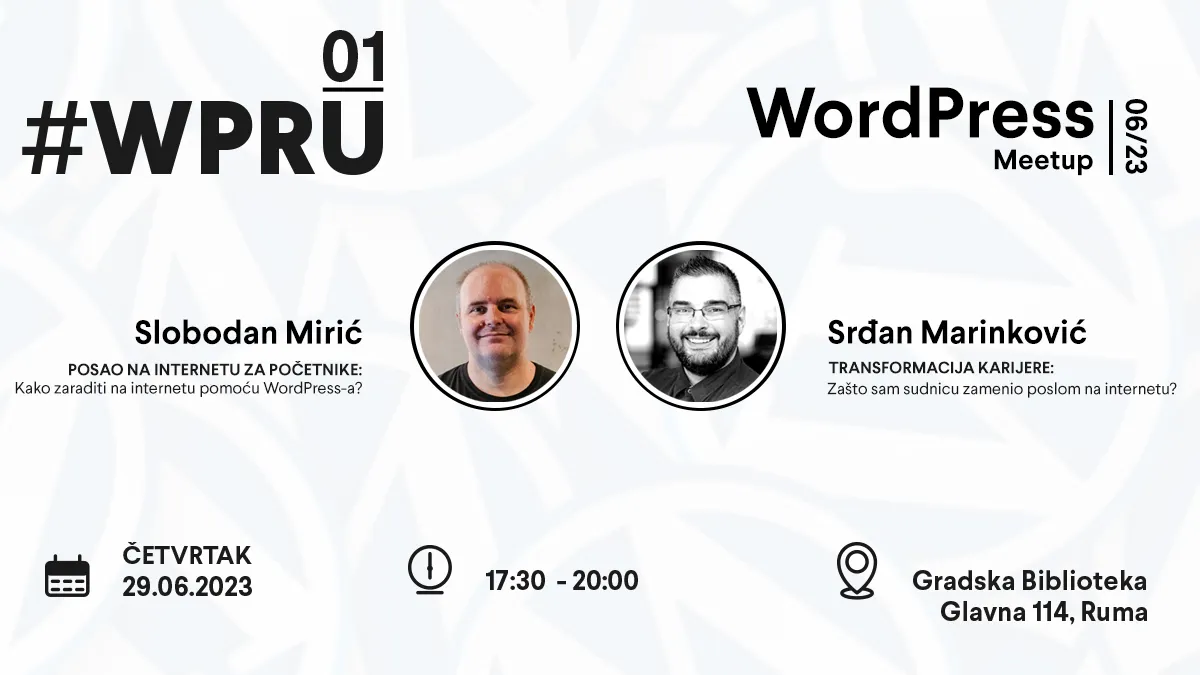 01
#WPRU
WordPress
Meetup
06/23
Slobodan Mirić
POSAO NA INTERNETU ZA POČETNIKE:
Kako zaraditi na internetu pomoću WordPress-a?
Srđan Marinković
TRANSFORMACIJA KARIJERE:
Zašto sam sudnicu zamenio poslom na internetu?
ČETVRTAK
29.06.2023
17:30 - 20:00
Gradska Biblioteka
Glavna 114, Ruma